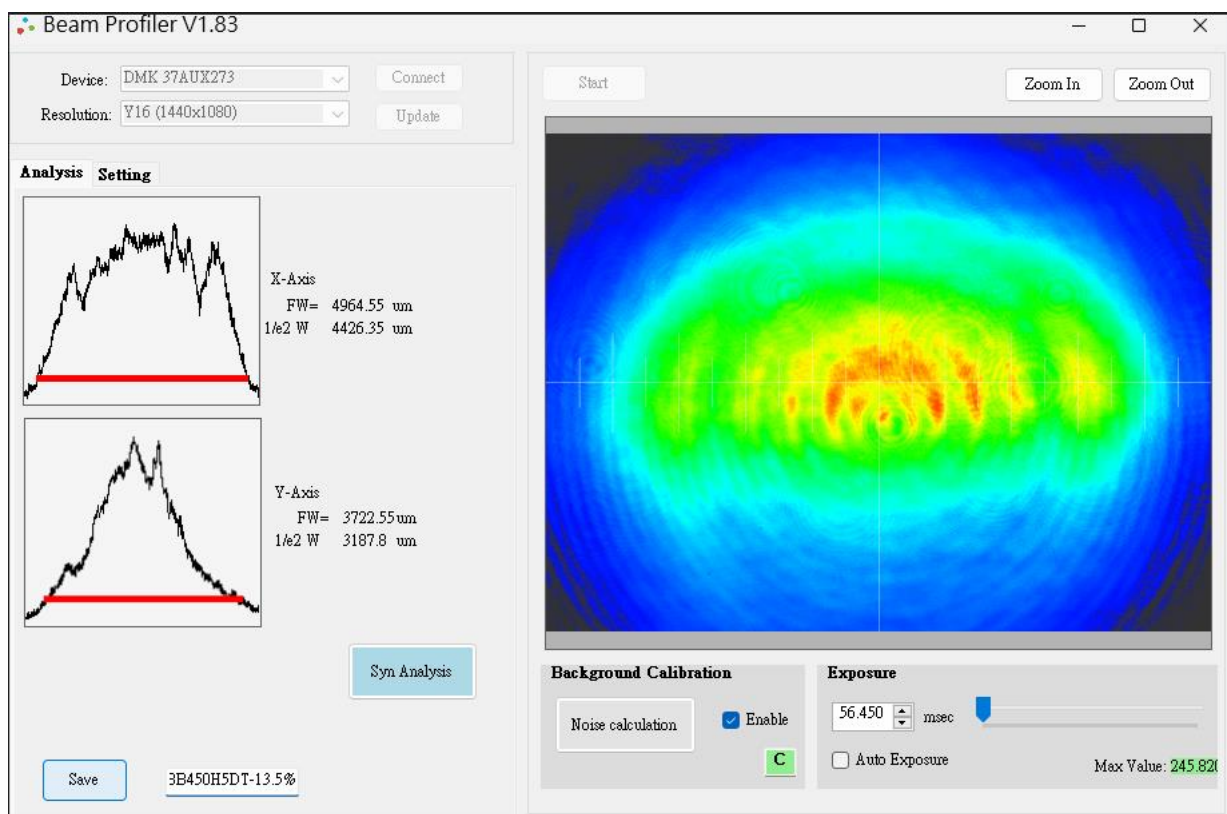 Beam Profiler V1.83
Device: DMK 37AUX273 Connect
Resolution: Y16 (1440x1080) Update
Start Zoom In Zoom Out
Analysis Setting
X-Axis
FW= 4964.55 um
1/e2 W 4426.35 um
Y-Axis
FW= 3722.55um
1/e2 W 3187.8 um
Syn Analysis
Save 3B450H5DT-13.5%
Background Calibration
Noise calculation Enable
C
Exposure
56.450 msec
Auto Exposure Max Value: 245.820